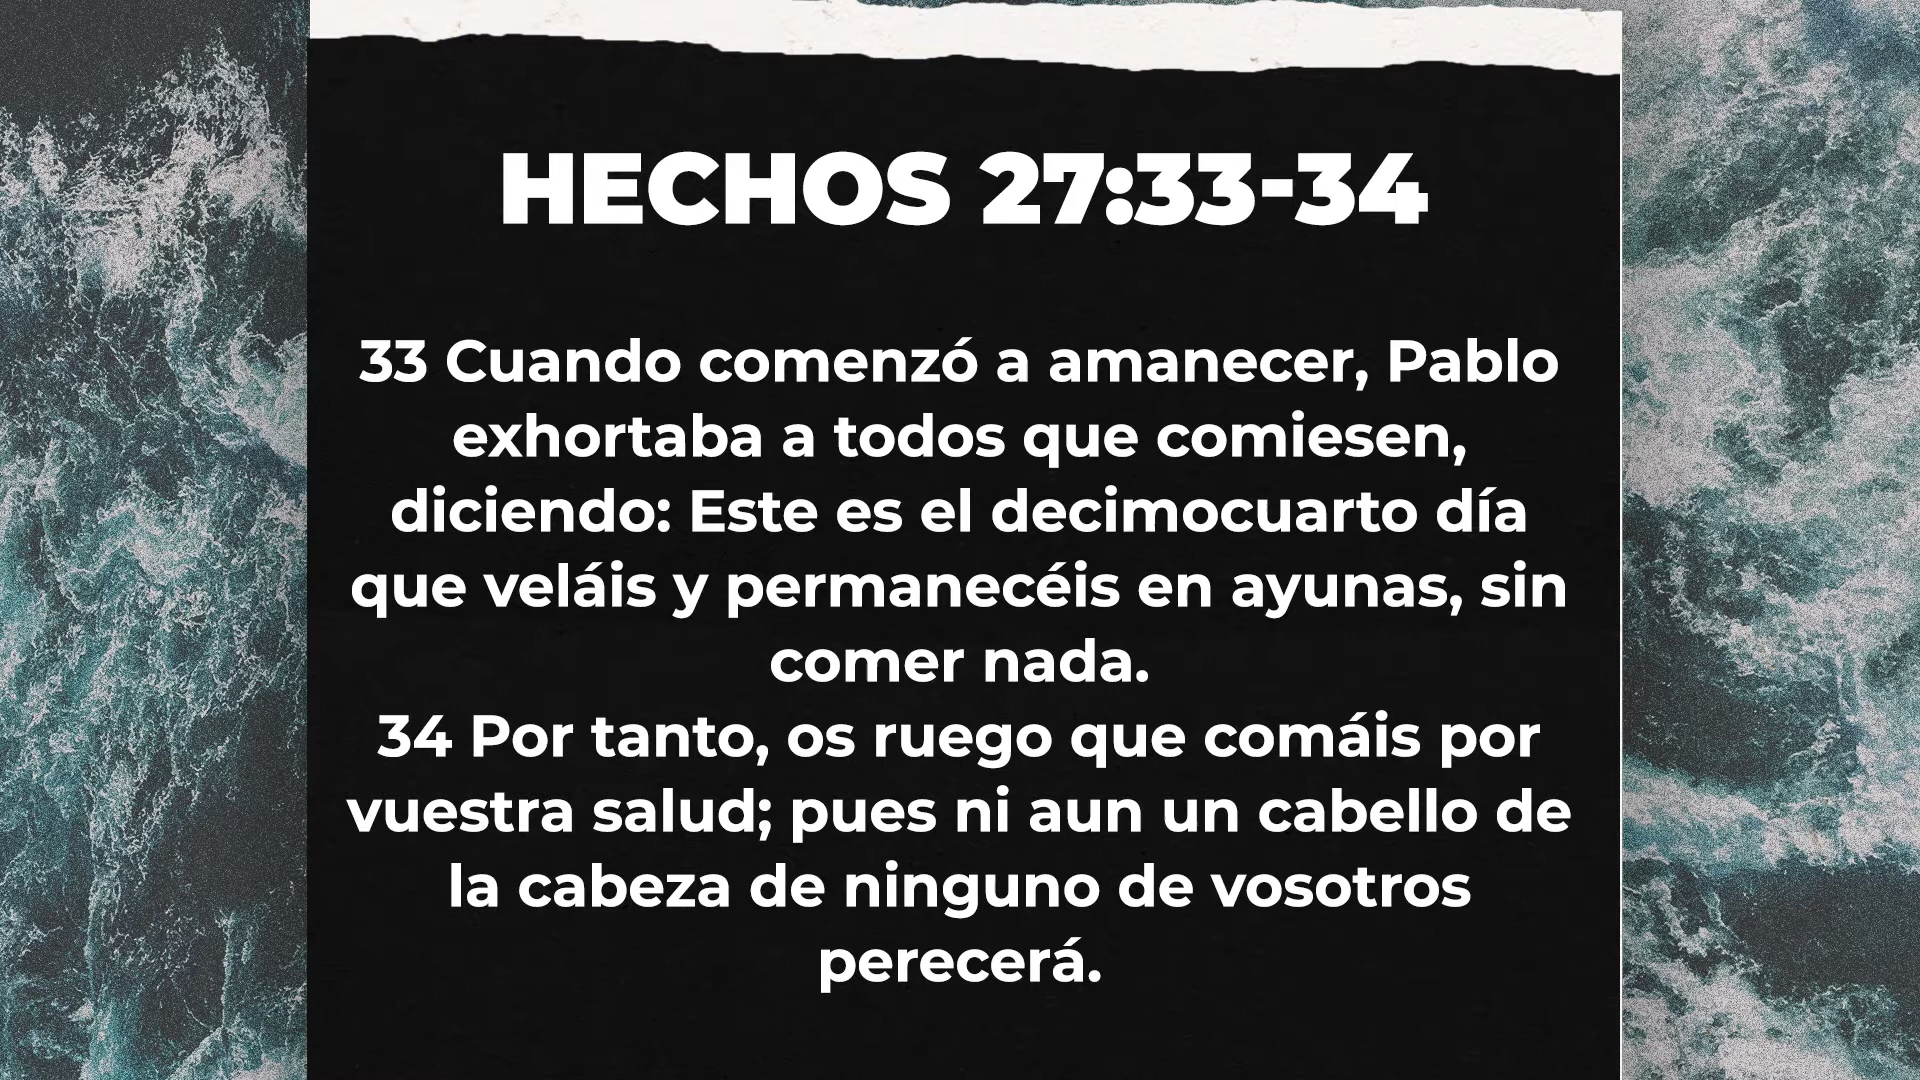 HECHOS 27:33-34
33 Cuando comenzó a amanecer, Pablo
exhortaba a todos que comiesen,
diciendo: Este es el decimocuarto día
que veláis y permanecéis en ayunas, sin
comer nada.
34 Por tanto, os ruego que comáis por
vuestra salud; pues ni aun un cabello de
la cabeza de ninguno de vosotros
perecerá.